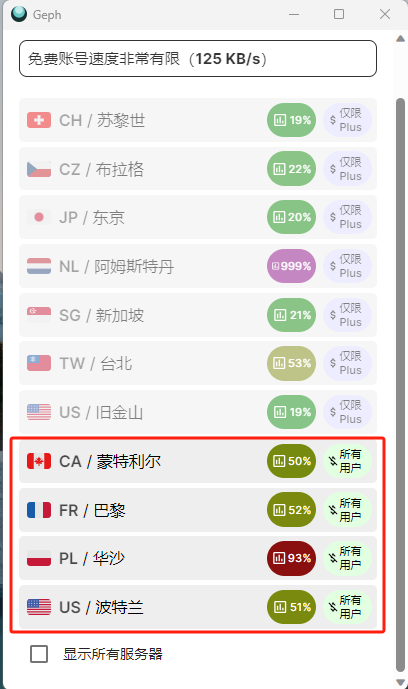 Geph
免费账号速度非常有限（125 KB/s）
CH / 苏黎世 19% $ 仅限 Plus
CZ / 布拉格 22% $ 仅限 Plus
JP / 东京 20% $ 仅限 Plus
NL / 阿姆斯特丹 999% $ 仅限 Plus
SG / 新加坡 21% $ 仅限 Plus
TW / 台北 53% $ 仅限 Plus
US / 旧金山 19% $ 仅限 Plus
CA / 蒙特利尔 50% 所有 用户
FR / 巴黎 52% 所有 用户
PL / 华沙 93% 所有 用户
US / 波特兰 51% 所有 用户
显示所有服务器